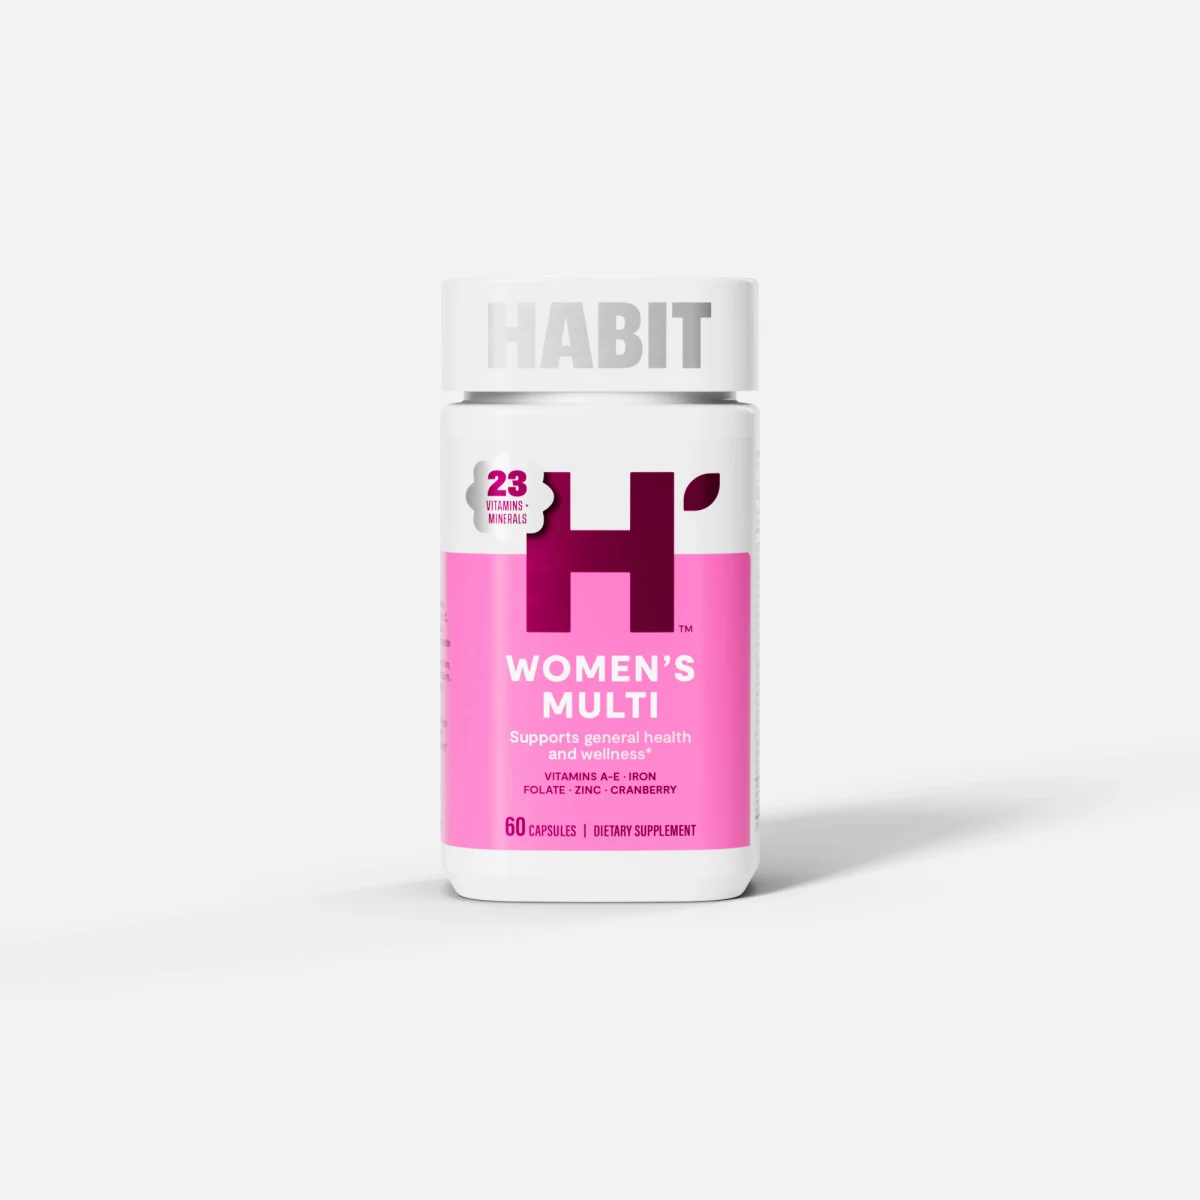 HABIT
23
VITAMINS +
MINERALS
H
™
WOMEN'S
MULTI
Supports general health
and wellness*
VITAMINS A-E · IRON
FOLATE · ZINC · CRANBERRY
60 CAPSULES | DIETARY SUPPLEMENT